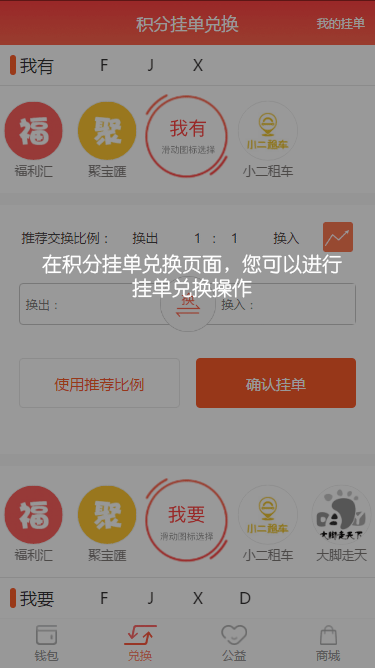 积分挂单兑换 我的挂单
我有 F J X
福 聚 我有 小二租车
滑动图标选择
福利汇 聚宝匯 小二租车
推荐交换比例： 换出 1 : 1 换入
在积分挂单兑换页面，您可以进行
挂单兑换操作
换出： 换 换入：
使用推荐比例 确认挂单
福 聚 我要 小二租车
滑动图标选择 大脚走天下
福利汇 聚宝匯 小二租车 大脚走天
我要 F J X D
钱包 兑换 公益 商城